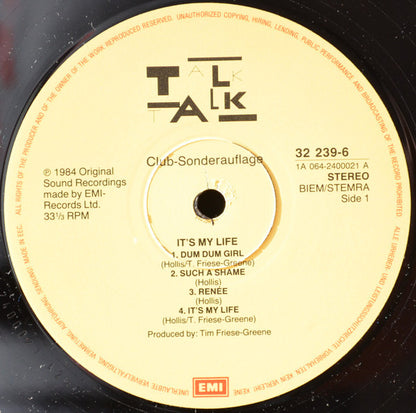 ALL RIGHTS OF THE PRODUCER AND OF THE OWNER OF THE WORK REPRODUCED RESERVED. UNAUTHORIZED COPYING, HIRING, LENDING, PUBLIC PERFORMANCE AND BROADCASTING OF THE RECORD PROHIBITED.
TALK
TALK
Club-Sonderauflage
℗ 1984 Original
Sound Recordings
made by EMI-
Records Ltd.
33⅓ RPM
32 239-6
1A 064-2400021 A
STEREO
BIEM/STEMRA
Side 1
IT'S MY LIFE
1. DUM DUM GIRL
(Hollis/T. Friese-Greene)
2. SUCH A SHAME
(Hollis)
3. RENÉE
(Hollis)
4. IT'S MY LIFE
(Hollis/T. Friese-Greene)
Produced by: Tim Friese-Greene
EMI
MADE IN EEC.